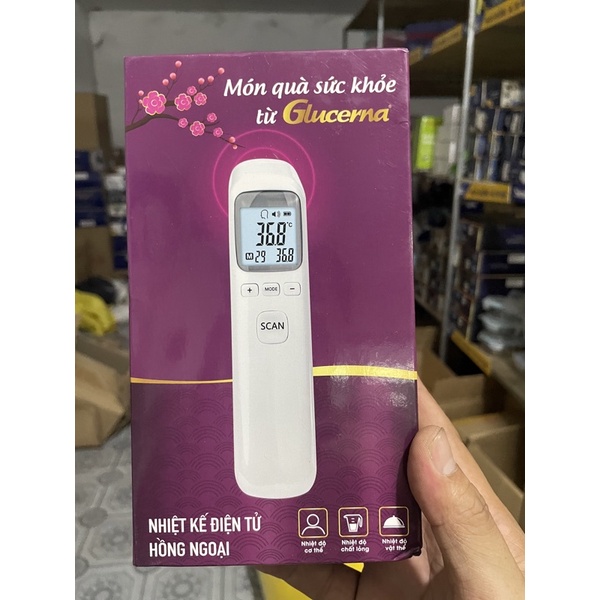 Món quà sức khỏe
từ Glucerna
36.8 °C
M 29 36.8
+ MODE −
SCAN
NHIỆT KẾ ĐIỆN TỬ
HỒNG NGOẠI
Nhiệt độ
cơ thể
Nhiệt độ
chất lỏng
Nhiệt độ
vật thể